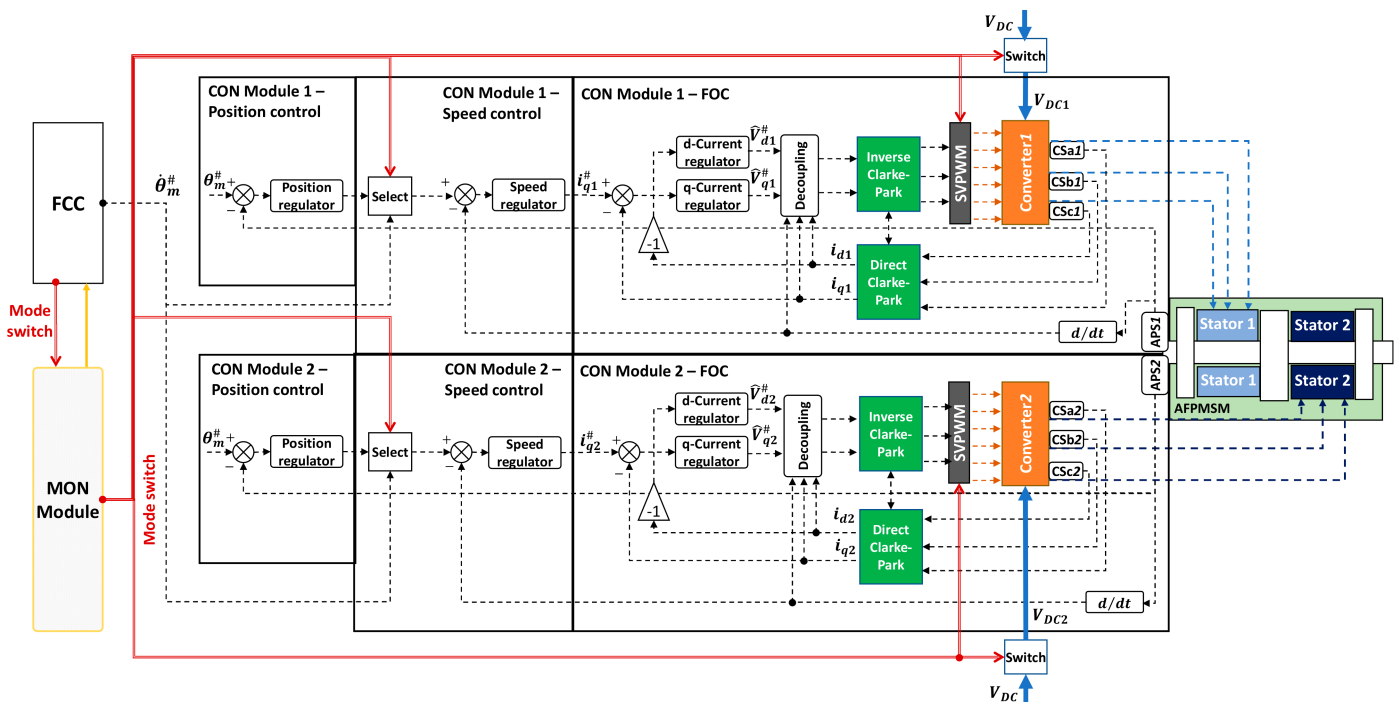 V_DC
Switch
V_DC1
CON Module 1 –
Position control
CON Module 1 –
Speed control
CON Module 1 – FOC
FCC
θ̇_m^#
θ_m^#
+
−
Position
regulator
Select
+
−
Speed
regulator
i_q1^#
+
−
d-Current
regulator
V̂_d1^#
q-Current
regulator
V̂_q1^#
-1
Decoupling
Inverse
Clarke-
Park
SVPWM
Converter1
CSa1
CSb1
CSc1
i_d1
i_q1
Direct
Clarke-
Park
d/dt
APS1
Mode
switch
Stator 1
Stator 2
Stator 1
Stator 2
AFPMSM
APS2
CON Module 2 –
Position control
CON Module 2 –
Speed control
CON Module 2 – FOC
MON
Module
Mode switch
θ_m^#
+
−
Position
regulator
Select
+
−
Speed
regulator
i_q2^#
+
−
d-Current
regulator
V̂_d2^#
q-Current
regulator
V̂_q2^#
-1
Decoupling
Inverse
Clarke-
Park
SVPWM
Converter2
CSa2
CSb2
CSc2
i_d2
i_q2
Direct
Clarke-
Park
d/dt
V_DC2
Switch
V_DC